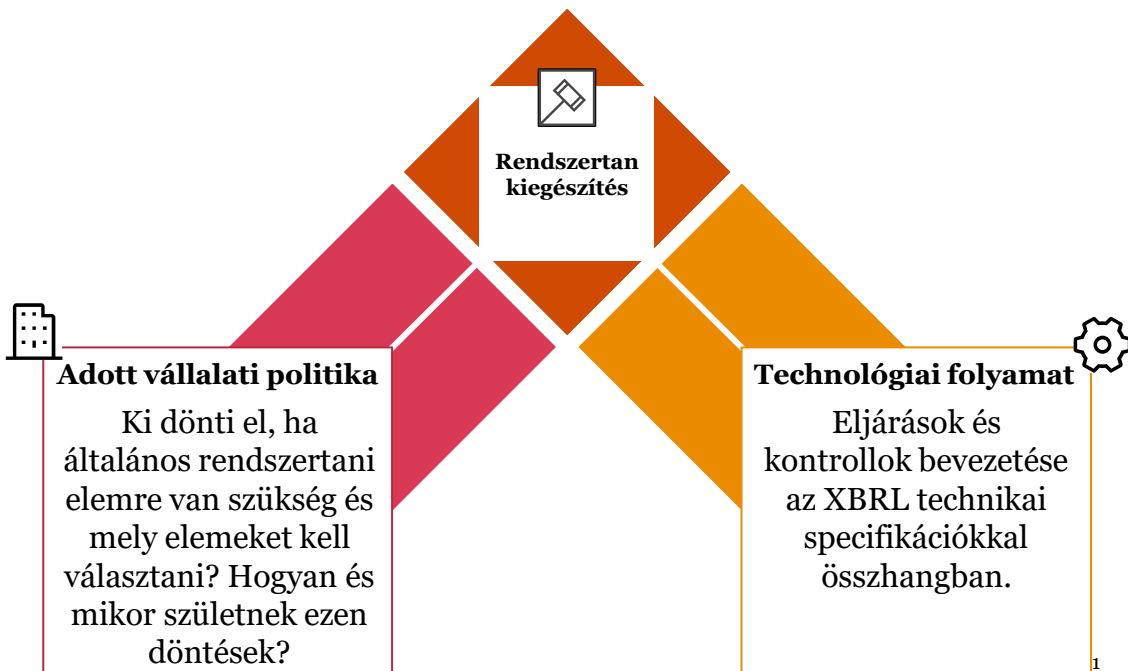 Rendszertan
kiegészítés
Adott vállalati politika
Ki dönti el, ha
általános rendszertani
elemre van szükség és
mely elemeket kell
választani? Hogyan és
mikor születnek ezen
döntések?
Technológiai folyamat
Eljárások és
kontrollok bevezetése
az XBRL technikai
specifikációkkal
összhangban.
1